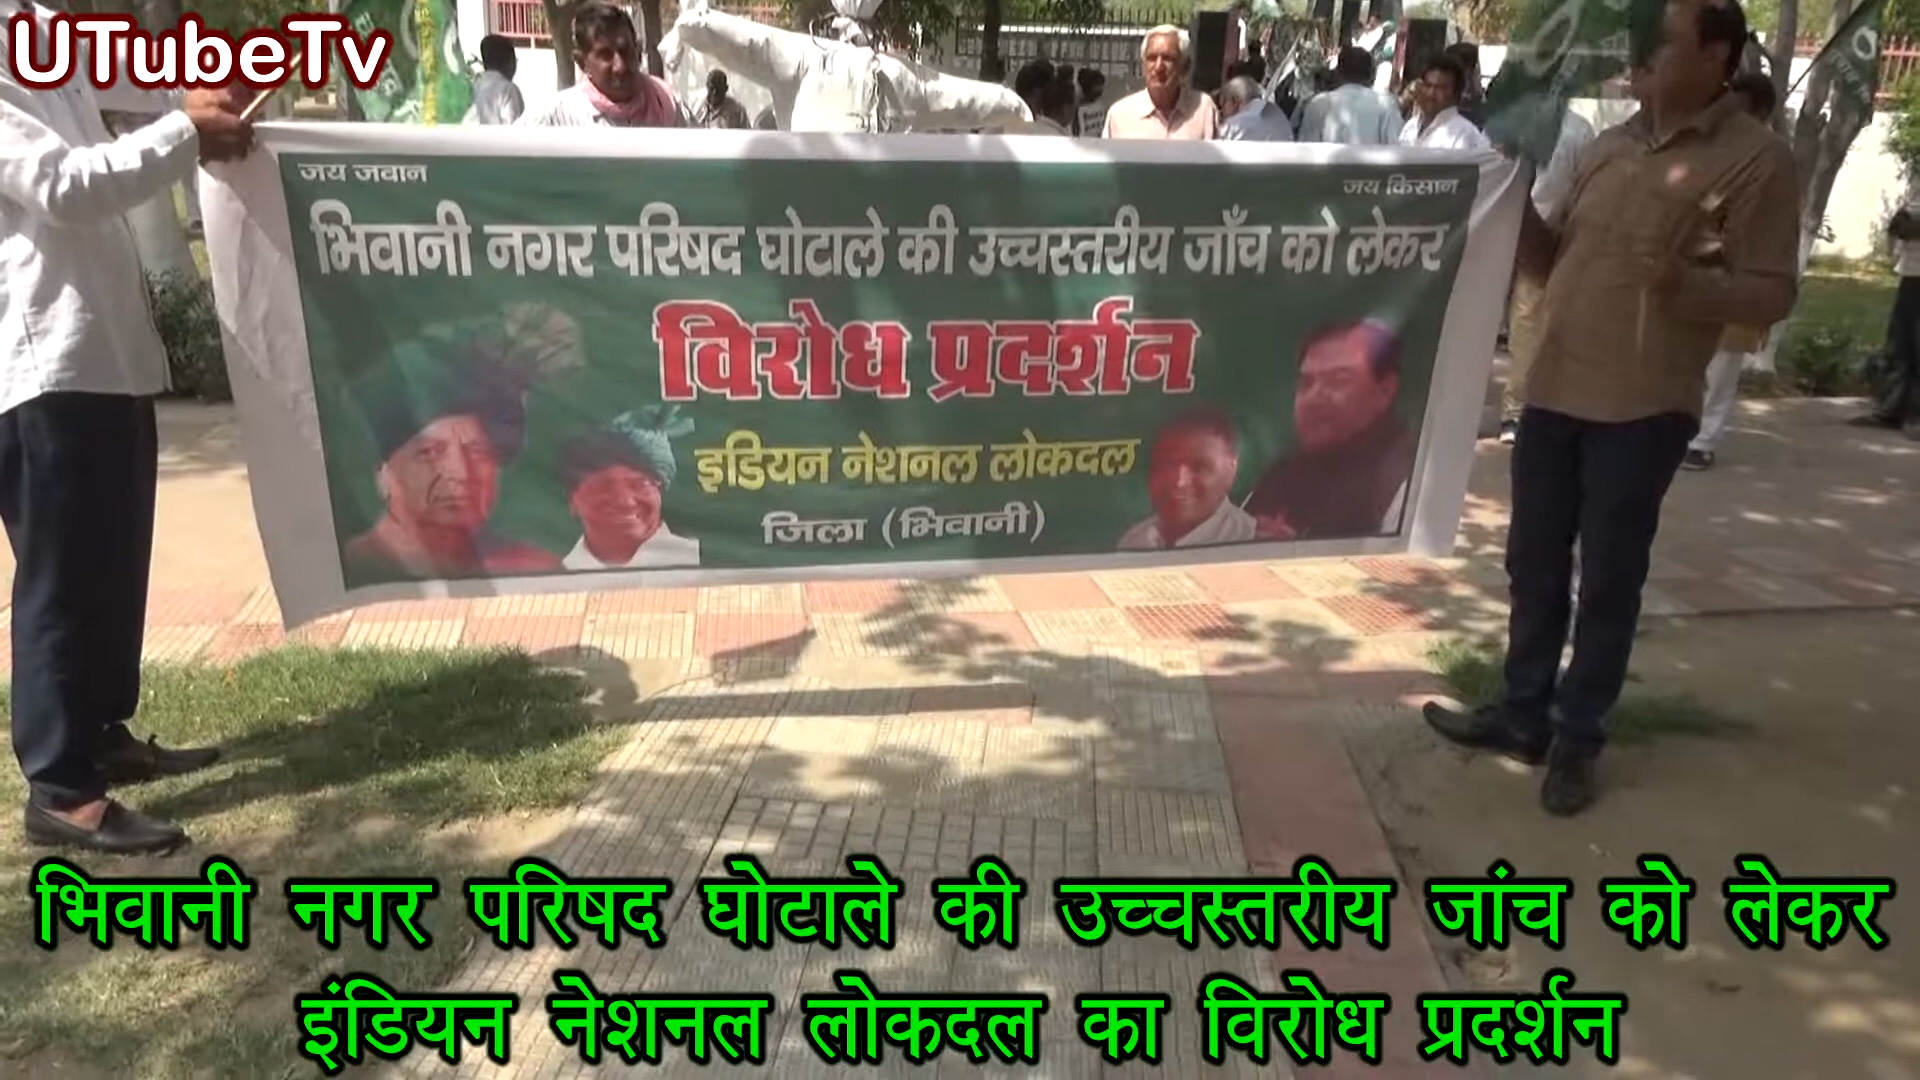 UTubeTv
जय जवान
जय किसान
भिवानी नगर परिषद घोटाले की उच्चस्तरीय जाँच को लेकर
विरोध प्रदर्शन
इडियन नेशनल लोकदल
जिला (भिवानी)
भिवानी नगर परिषद घोटाले की उच्चस्तरीय जांच को लेकर
इंडियन नेशनल लोकदल का विरोध प्रदर्शन